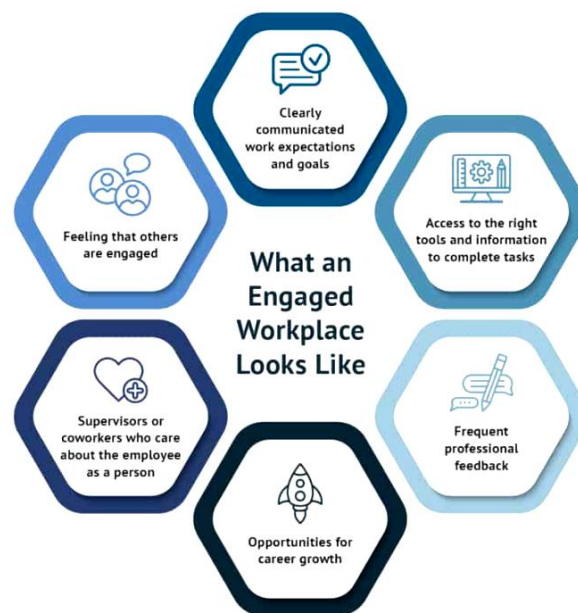 Clearly
communicated
work expectations
and goals
Feeling that others
are engaged
Access to the right
tools and information
to complete tasks
What an
Engaged
Workplace
Looks Like
Supervisors or
coworkers who care
about the employee
as a person
Frequent
professional
feedback
Opportunities for
career growth